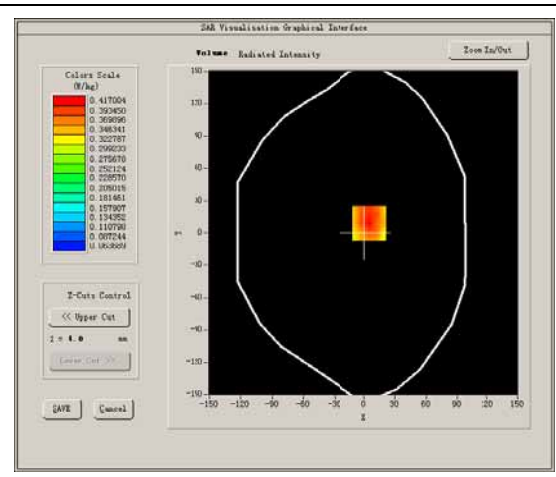 SAR Visualisation Graphical Interface
Volume Radiated Intensity
Zoom In/Out
Colors Scale
(W/kg)
0.417004
0.393450
0.369896
0.346341
0.322787
0.299233
0.275678
0.252124
0.228570
0.205015
0.181461
0.157907
0.134352
0.110798
0.087244
0.063689
Z-Cuts Control
<< Upper Cut
Z = 4.0 mm
Lower Cut >>
SAVE
Cancel
150
120
90
60
30
0
-30
-60
-90
-120
-150
Y
-150 -120 -90 -60 -30 0 30 60 90 120 150
X